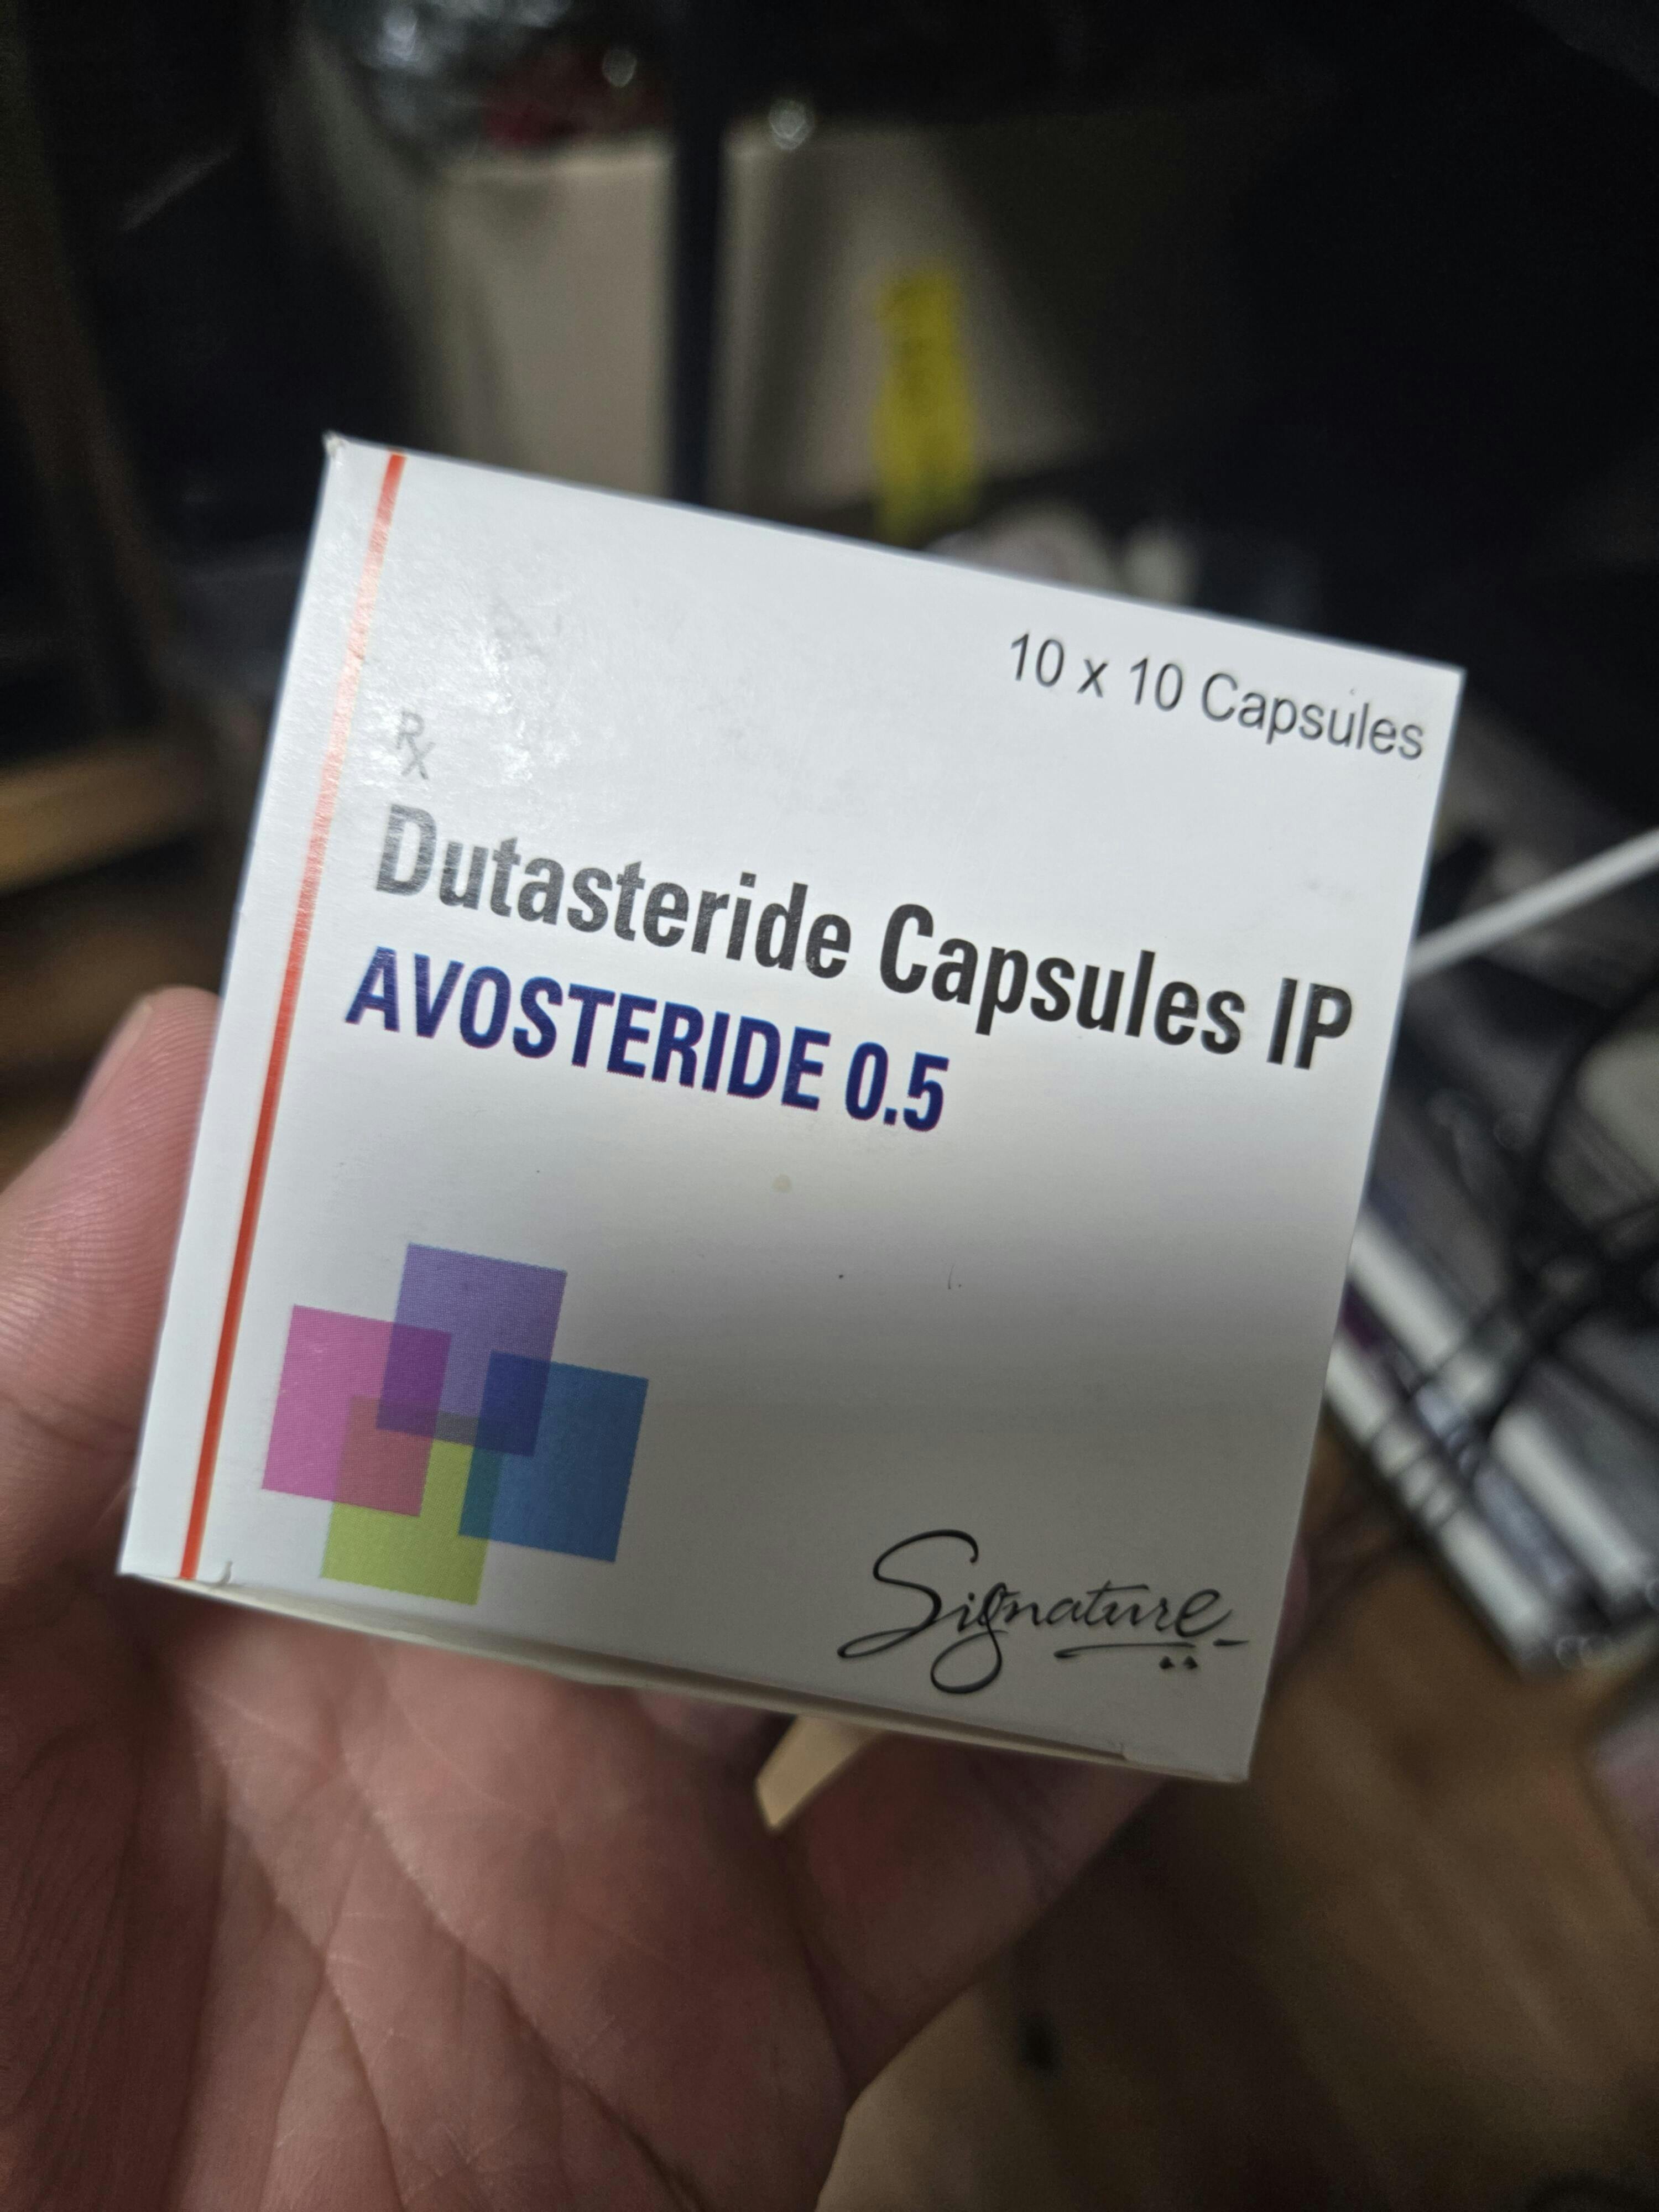 10 x 10 Capsules
Rx
Dutasteride Capsules IP
AVOSTERIDE 0.5
Signature